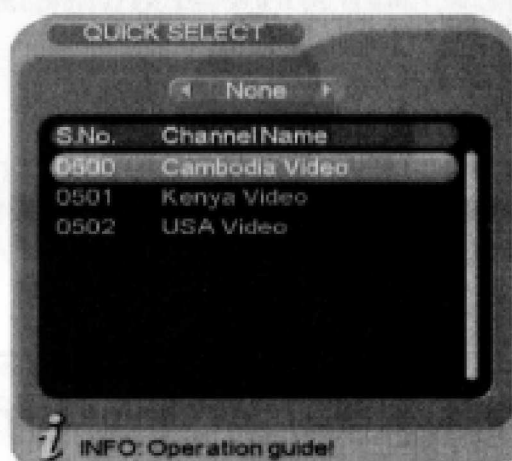 QUICK SELECT
None
S.No. Channel Name
0500 Cambodia Video
0501 Kenya Video
0502 USA Video
i INFO: Operation guide!